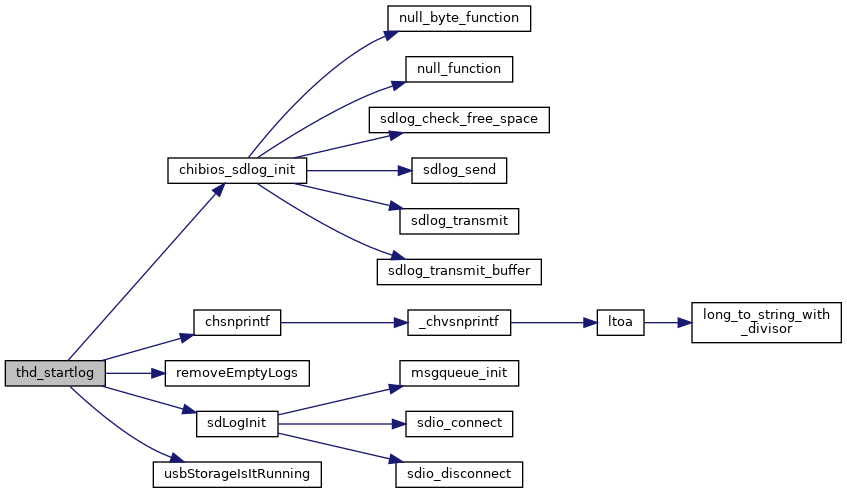 null_byte_function
null_function
sdlog_check_free_space
chibios_sdlog_init
sdlog_send
sdlog_transmit
sdlog_transmit_buffer
chsnprintf
_chvsnprintf
ltoa
long_to_string_with
_divisor
thd_startlog
removeEmptyLogs
msgqueue_init
sdLogInit
sdio_connect
usbStorageIsItRunning
sdio_disconnect